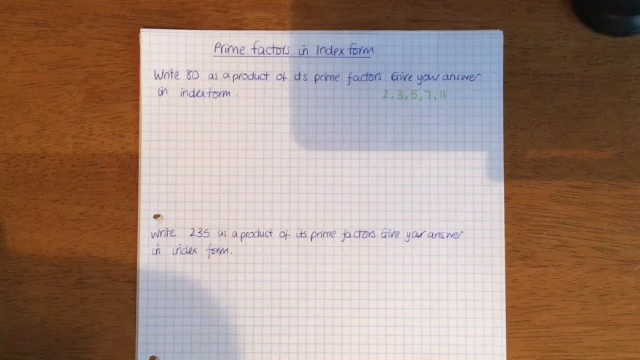 Prime factors in Index form
Write 80 as a product of its prime factors. Give your answer
in index form
2,3,5,7,11
Write 235 as a product of its prime factors Give your answer
in index form.